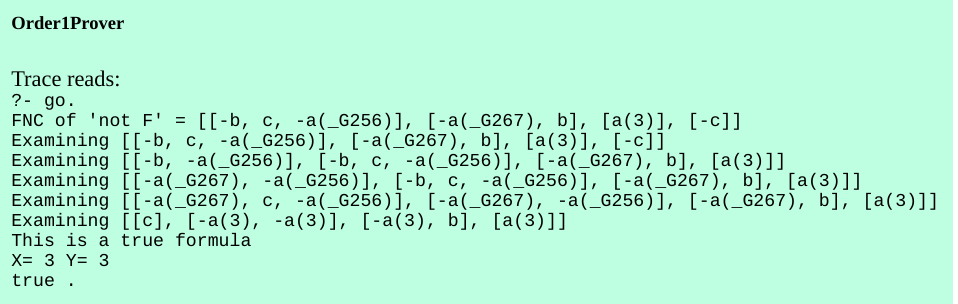 Order1Prover
Trace reads:
?- go.
FNC of 'not F' = [[-b, c, -a(_G256)], [-a(_G267), b], [a(3)], [-c]]
Examining [[-b, c, -a(_G256)], [-a(_G267), b], [a(3)], [-c]]
Examining [[-b, -a(_G256)], [-b, c, -a(_G256)], [-a(_G267), b], [a(3)]]
Examining [[-a(_G267), -a(_G256)], [-b, c, -a(_G256)], [-a(_G267), b], [a(3)]]
Examining [[-a(_G267), c, -a(_G256)], [-a(_G267), -a(_G256)], [-a(_G267), b], [a(3)]]
Examining [[c], [-a(3), -a(3)], [-a(3), b], [a(3)]]
This is a true formula
X= 3 Y= 3
true .